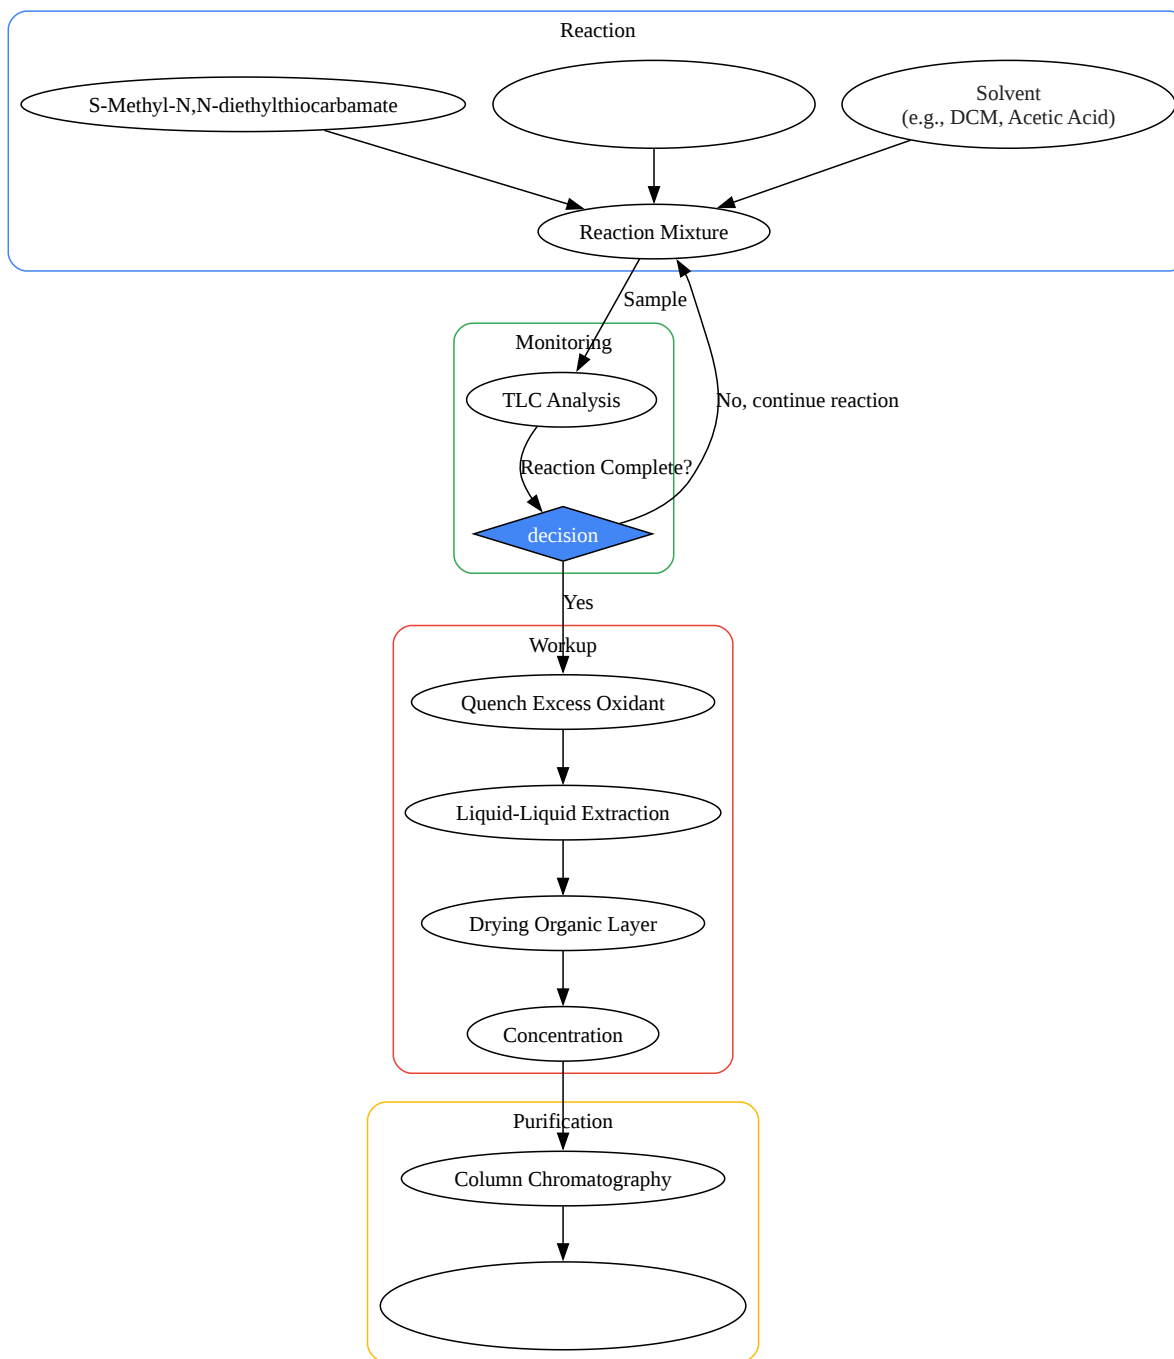 Reaction
S-Methyl-N,N-diethylthiocarbamate
Solvent
(e.g., DCM, Acetic Acid)
Reaction Mixture
Sample
Monitoring
TLC Analysis
No, continue reaction
Reaction Complete?
decision
Yes
Workup
Quench Excess Oxidant
Liquid-Liquid Extraction
Drying Organic Layer
Concentration
Purification
Column Chromatography